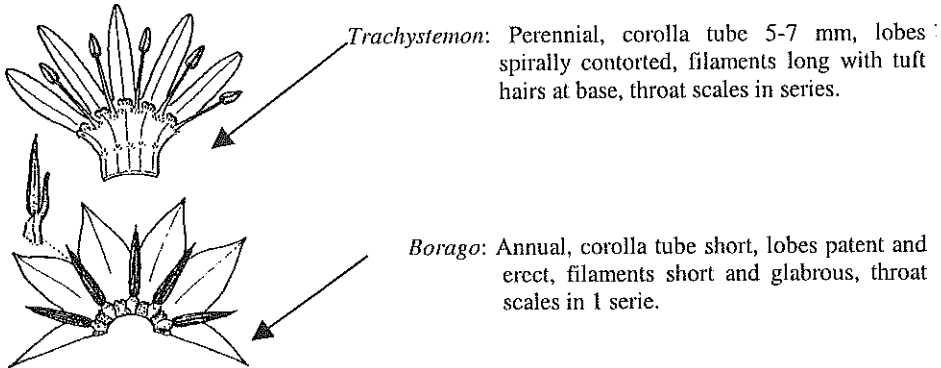 Trachystemon: Perennial, corolla tube 5-7 mm, lobes
spirally contorted, filaments long with tuft
hairs at base, throat scales in series.
Borago: Annual, corolla tube short, lobes patent and
erect, filaments short and glabrous, throat
scales in 1 serie.